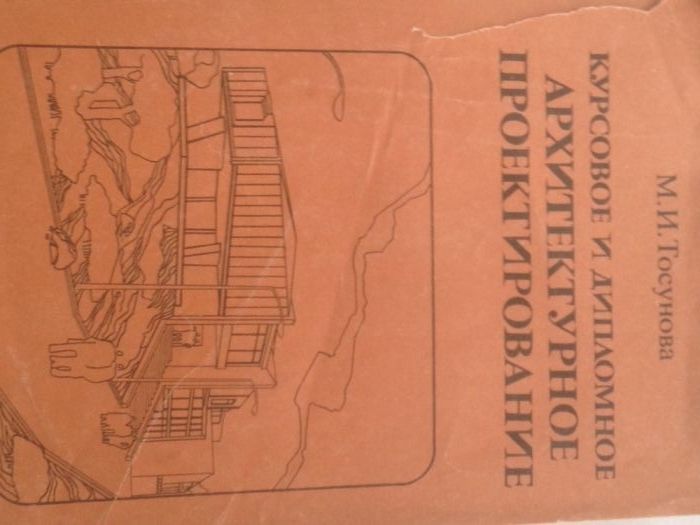 М.И.Тосунова
КУРСОВОЕ И ДИПЛОМНОЕ
АРХИТЕКТУРНОЕ
ПРОЕКТИРОВАНИЕ